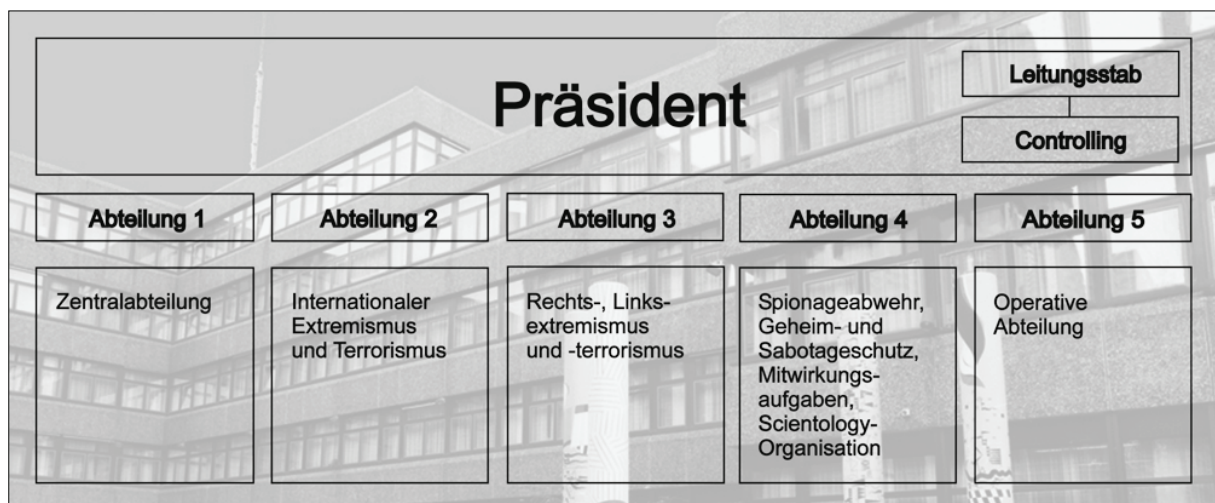 Präsident
Leitungsstab
Controlling
Abteilung 1
Abteilung 2
Abteilung 3
Abteilung 4
Abteilung 5
Zentralabteilung
Internationaler
Extremismus
und Terrorismus
Rechts-, Links-
extremismus
und -terrorismus
Spionageabwehr,
Geheim- und
Sabotageschutz,
Mitwirkungs-
aufgaben,
Scientology-
Organisation
Operative
Abteilung